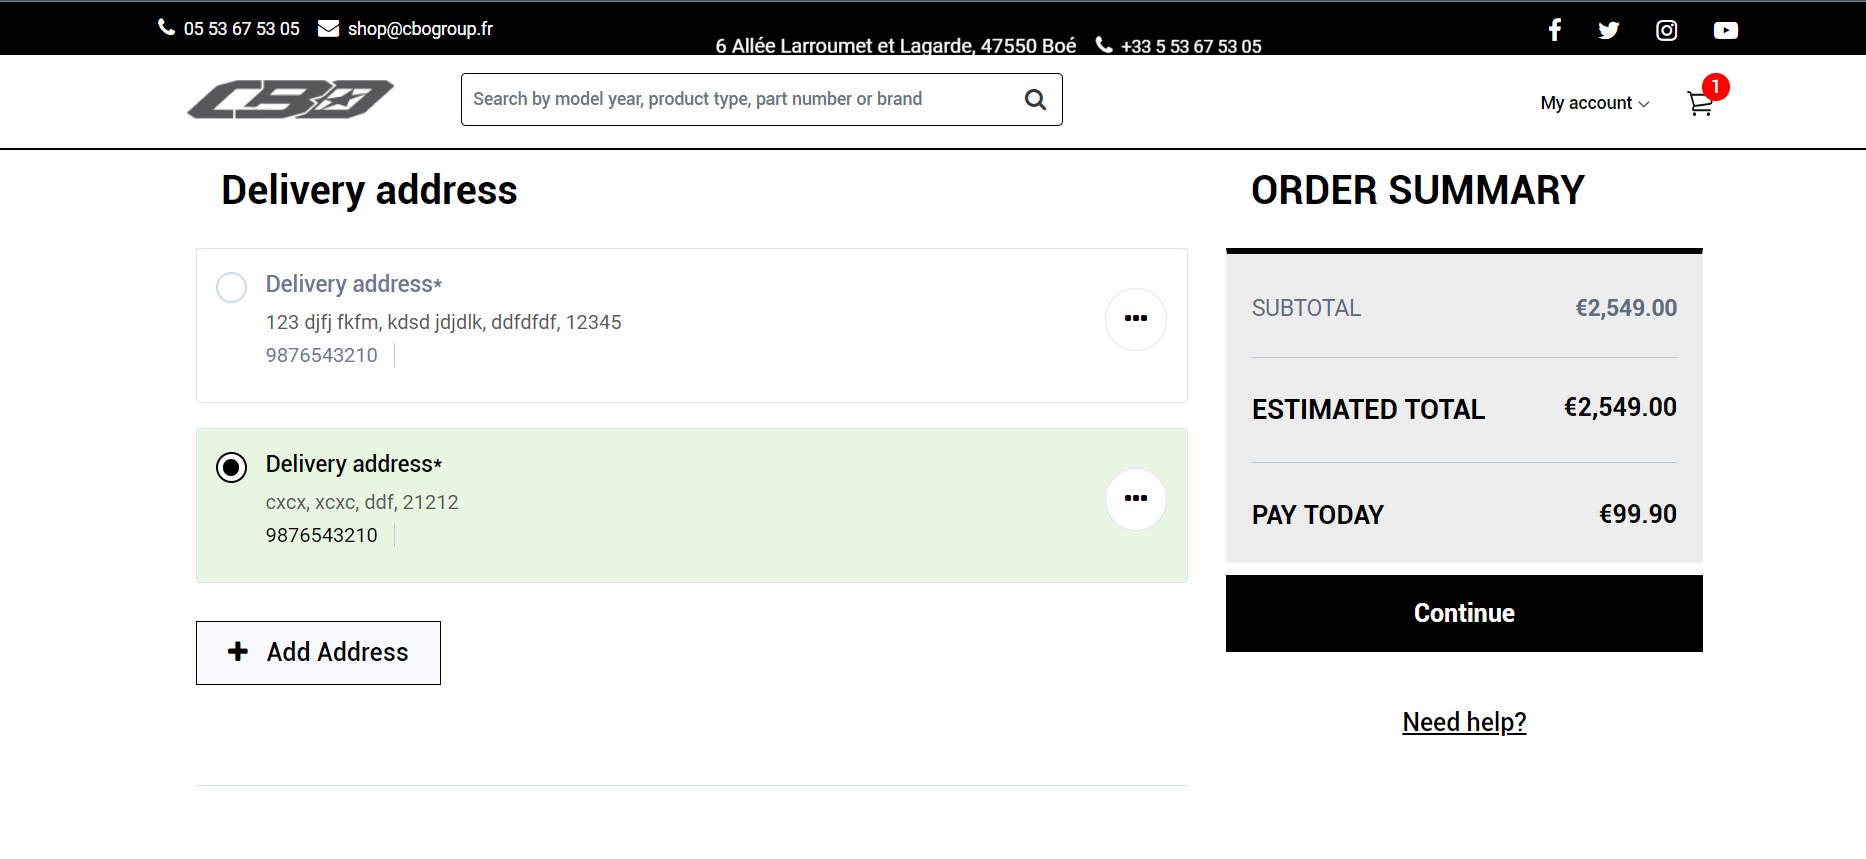 05 53 67 53 05 shop@cbogroup.fr
6 Allée Larroumet et Lagarde, 47550 Boé +33 5 53 67 53 05
CBO
Search by model year, product type, part number or brand
My account
1
Delivery address
Delivery address*
123 djfj fkfm, kdsd jdjdlk, ddfdfdf, 12345
9876543210
Delivery address*
cxcx, xcxc, ddf, 21212
9876543210
Add Address
ORDER SUMMARY
SUBTOTAL €2,549.00
ESTIMATED TOTAL €2,549.00
PAY TODAY €99.90
Continue
Need help?